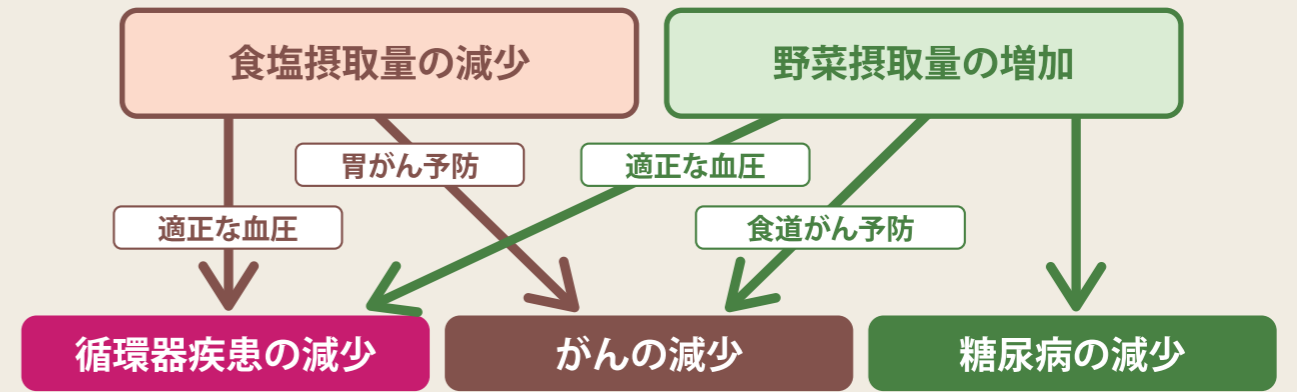 食塩摂取量の減少
野菜摂取量の増加
胃がん予防
適正な血圧
適正な血圧
食道がん予防
循環器疾患の減少
がんの減少
糖尿病の減少